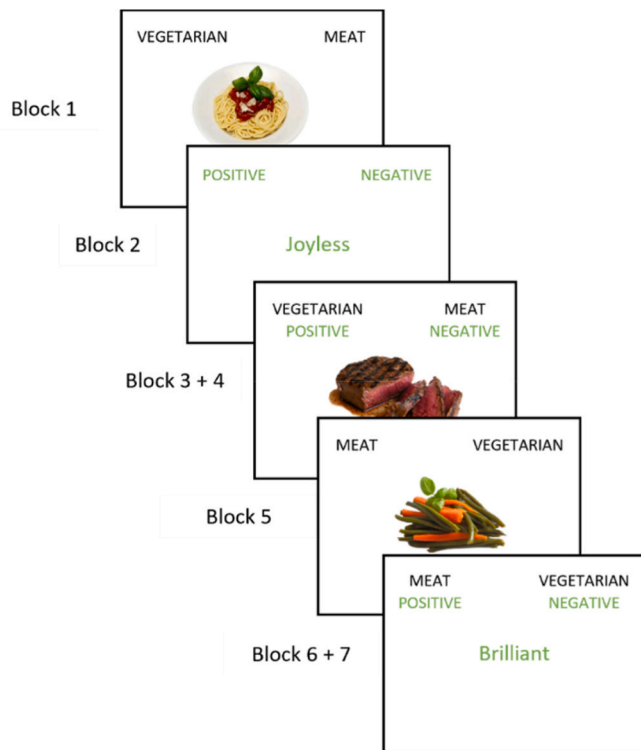 VEGETARIAN MEAT
Block 1
POSITIVE NEGATIVE
Block 2
Joyless
VEGETARIAN MEAT
POSITIVE NEGATIVE
Block 3 + 4
MEAT VEGETARIAN
Block 5
MEAT VEGETARIAN
POSITIVE NEGATIVE
Block 6 + 7
Brilliant